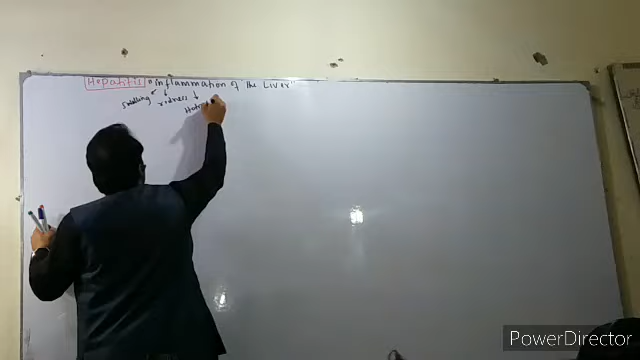 Hepatitis "inflammation of the Liver"
swelling redness
PowerDirector